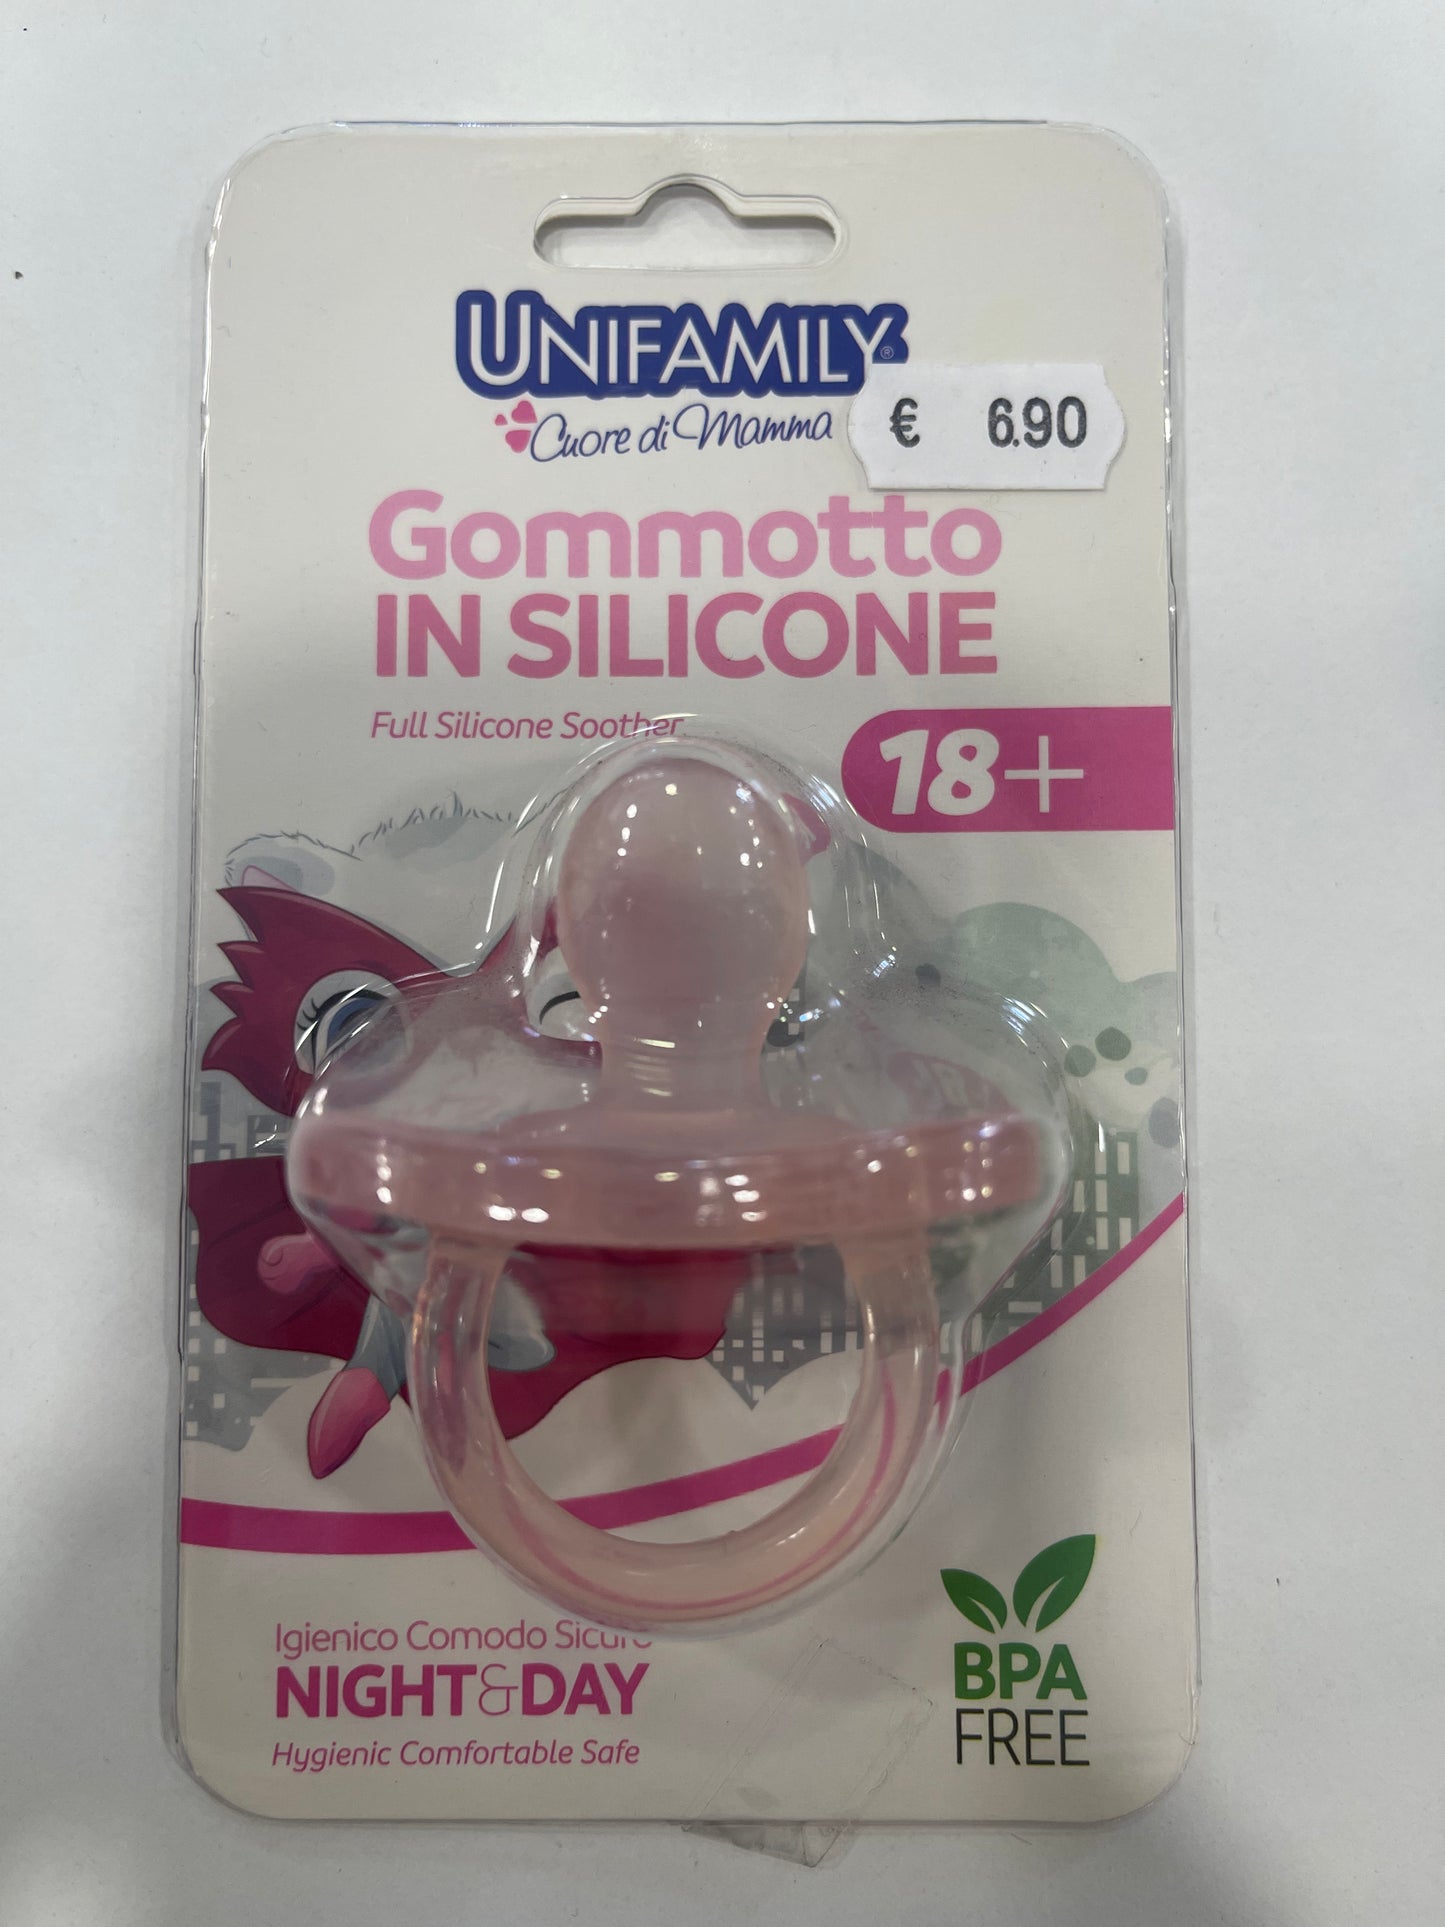 UNIFAMILY®
Cuore di Mamma
€ 6.90
Gommotto
IN SILICONE
Full Silicone Soother
18+
Igienico Comodo Sicuro
NIGHT&DAY
Hygienic Comfortable Safe
BPA
FREE